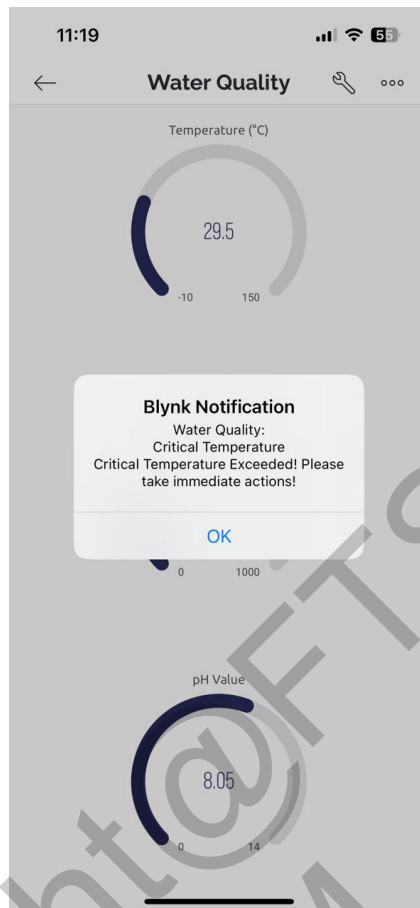 11:19
55
Water Quality
Temperature (°C)
29.5
-10 150
Blynk Notification
Water Quality:
Critical Temperature
Critical Temperature Exceeded! Please
take immediate actions!
OK
0 1000
pH Value
8.05
0 14